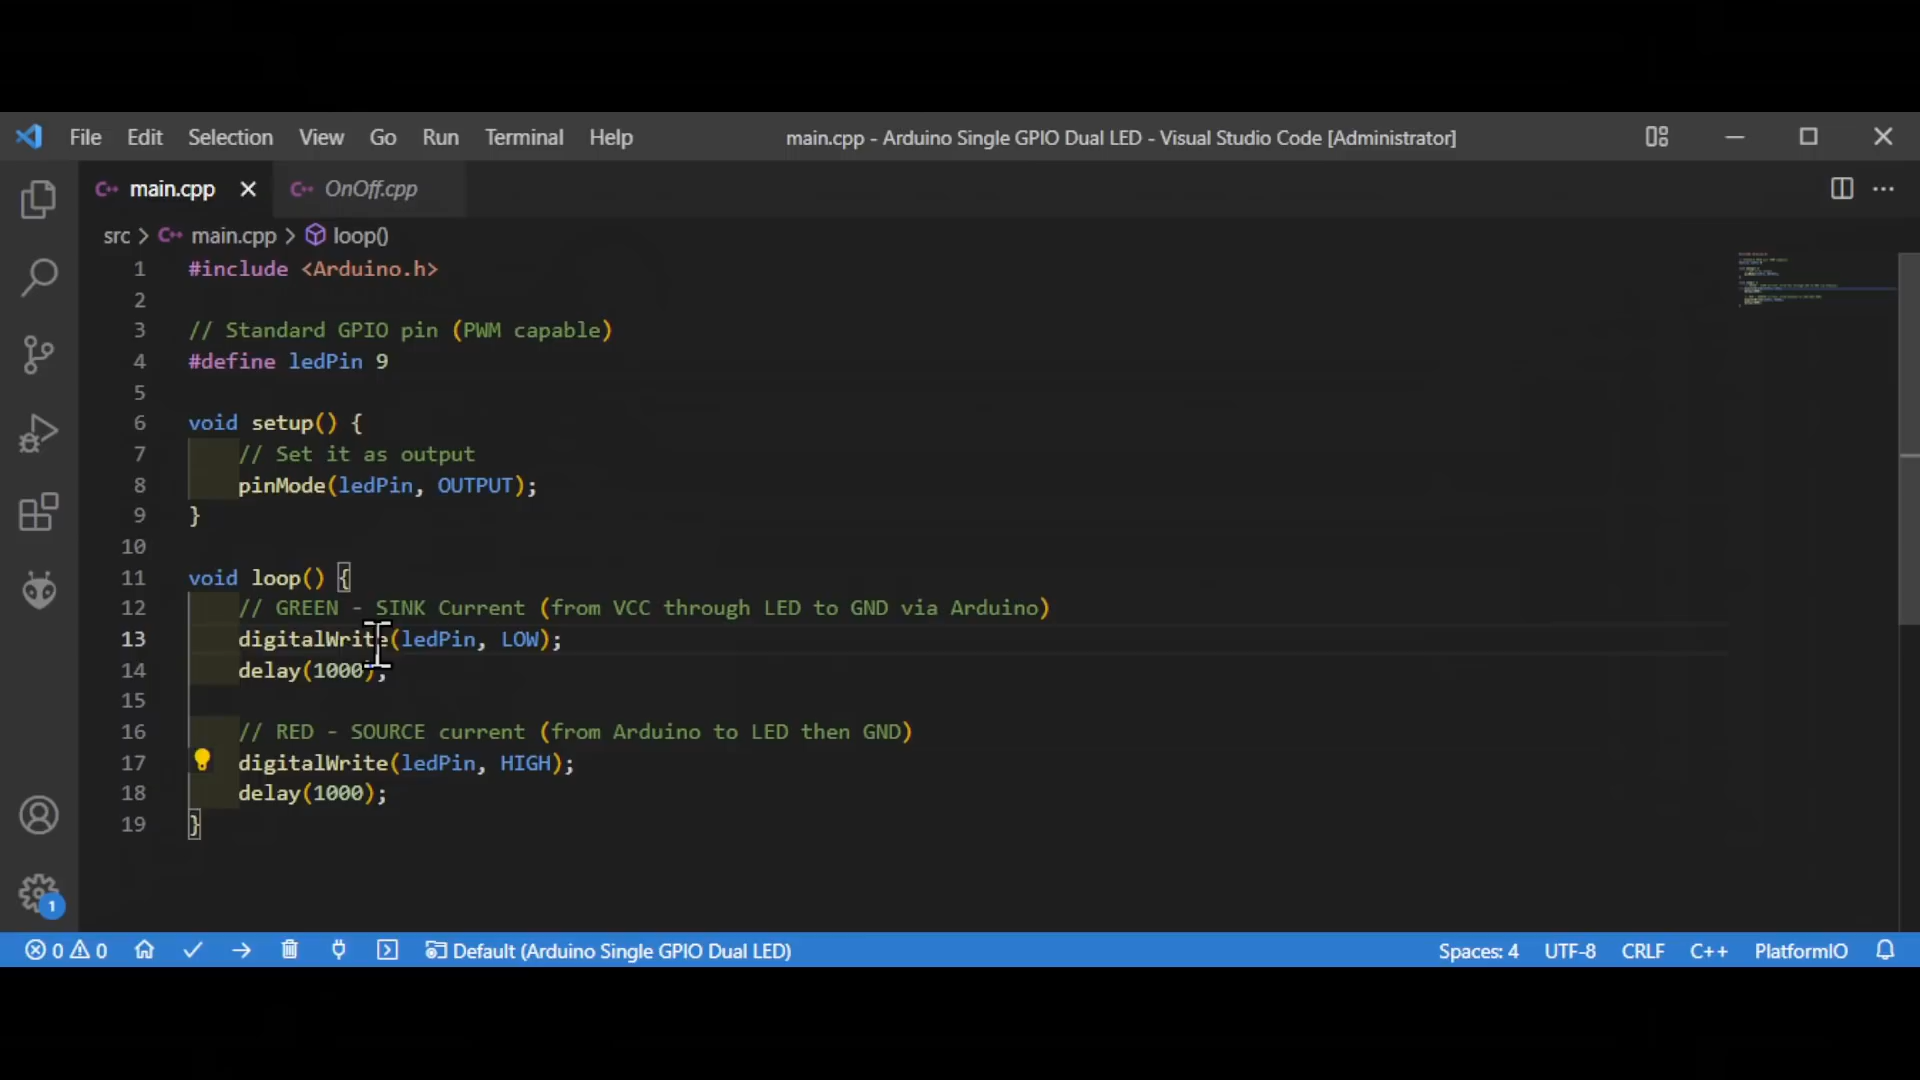 File Edit Selection View Go Run Terminal Help main.cpp - Arduino Single GPIO Dual LED - Visual Studio Code [Administrator]
C++ main.cpp C++ OnOff.cpp
src > C++ main.cpp > loop()
1 #include <Arduino.h>
2
3 // Standard GPIO pin (PWM capable)
4 #define ledPin 9
5
6 void setup() {
7 // Set it as output
8 pinMode(ledPin, OUTPUT);
9 }
10
11 void loop() {
12 // GREEN - SINK Current (from VCC through LED to GND via Arduino)
13 digitalWrite(ledPin, LOW);
14 delay(1000);
15
16 // RED - SOURCE current (from Arduino to LED then GND)
17 digitalWrite(ledPin, HIGH);
18 delay(1000);
19 }
1
0 0 Default (Arduino Single GPIO Dual LED) Spaces: 4 UTF-8 CRLF C++ PlatformIO